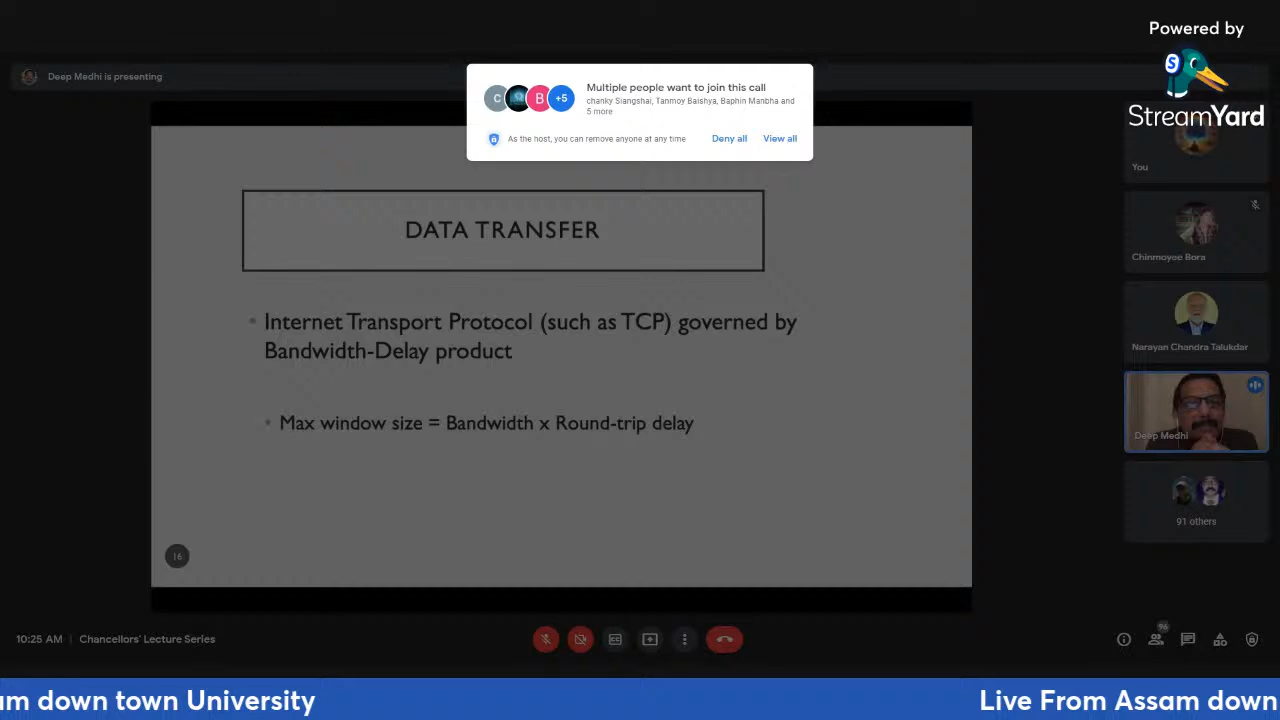 Powered by
StreamYard
Deep Medhi is presenting
C
B
+5
Multiple people want to join this call
chanky Siangshai, Tanmoy Baishya, Baphin Manbha and
5 more
As the host, you can remove anyone at any time
Deny all
View all
DATA TRANSFER
• Internet Transport Protocol (such as TCP) governed by
Bandwidth-Delay product
• Max window size = Bandwidth x Round-trip delay
16
You
Chinmoyee Bora
Narayan Chandra Talukdar
Deep Medhi
91 others
10:25 AM | Chancellors' Lecture Series
96
am down town University
Live From Assam down